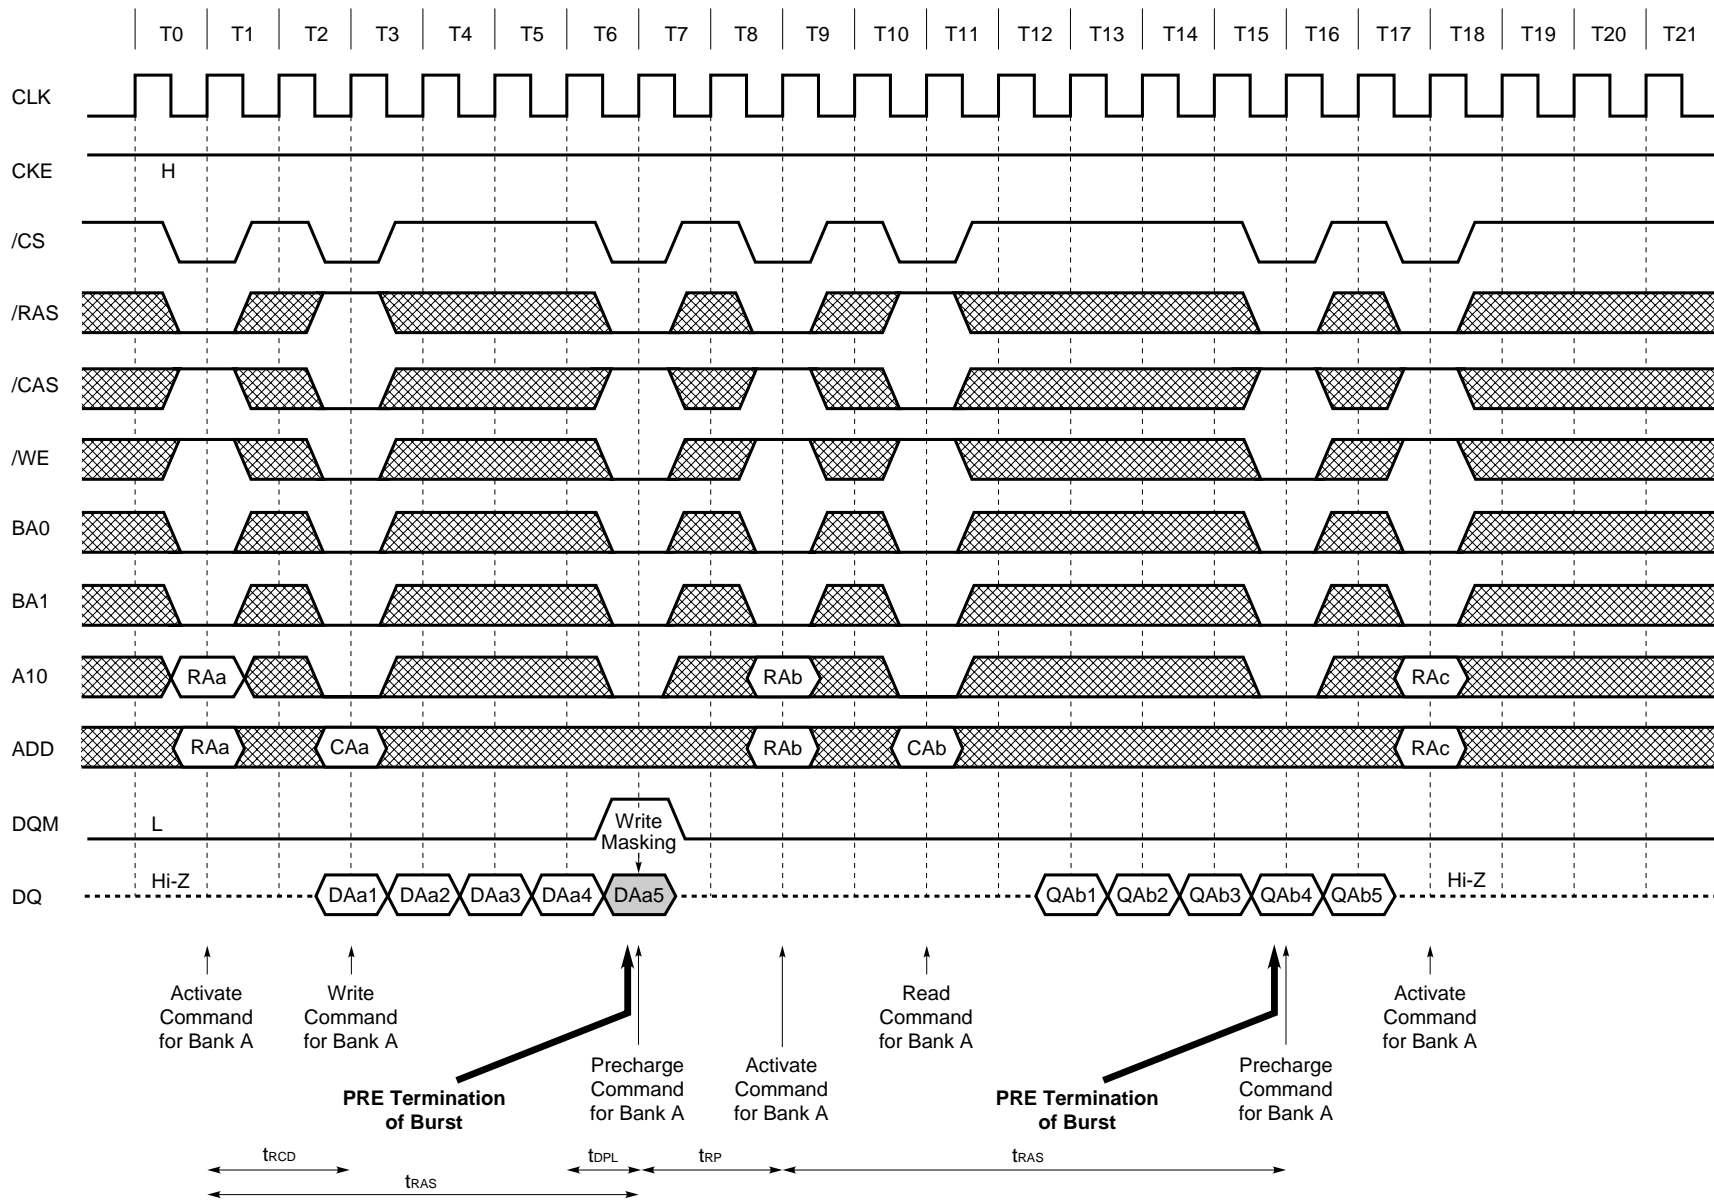 T0 T1 T2 T3 T4 T5 T6 T7 T8 T9 T10 T11 T12 T13 T14 T15 T16 T17 T18 T19 T20 T21
CLK
CKE H
/CS
/RAS
/CAS
/WE
BA0
BA1
A10 RAa RAb RAc
ADD RAa CAa RAb CAb RAc
DQM L Write
Masking
DQ Hi-Z DAa1 DAa2 DAa3 DAa4 DAa5 QAb1 QAb2 QAb3 QAb4 QAb5 Hi-Z
Activate
Command
for Bank A
Write
Command
for Bank A
PRE Termination
of Burst
Precharge
Command
for Bank A
Activate
Command
for Bank A
Read
Command
for Bank A
PRE Termination
of Burst
Precharge
Command
for Bank A
Activate
Command
for Bank A
tRCD tDPL tRP tRAS
tRAS